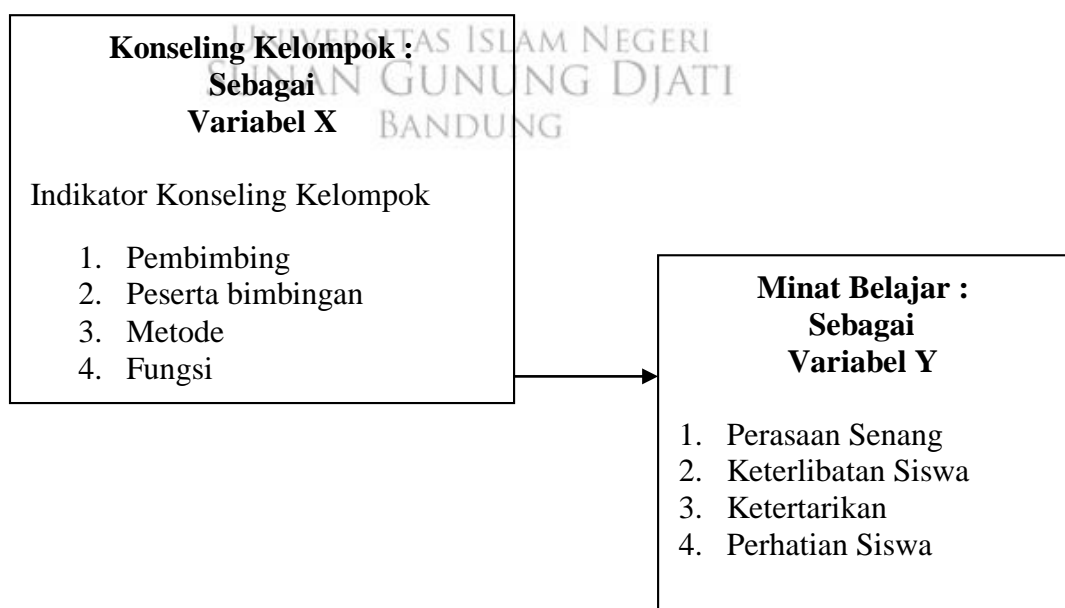 UNIVERSITAS ISLAM NEGERI
SUNAN GUNUNG DJATI
BANDUNG
Konseling Kelompok :
Sebagai
Variabel X
Indikator Konseling Kelompok
1. Pembimbing
2. Peserta bimbingan
3. Metode
4. Fungsi
Minat Belajar :
Sebagai
Variabel Y
1. Perasaan Senang
2. Keterlibatan Siswa
3. Ketertarikan
4. Perhatian Siswa